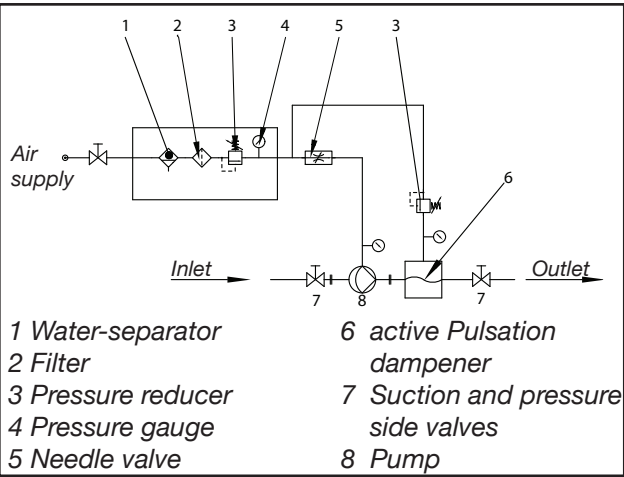 1 2 3 4 5 3
Air
supply
6
Inlet
Outlet
7 8 7
1 Water-separator
2 Filter
3 Pressure reducer
4 Pressure gauge
5 Needle valve
6 active Pulsation
dampener
7 Suction and pressure
side valves
8 Pump